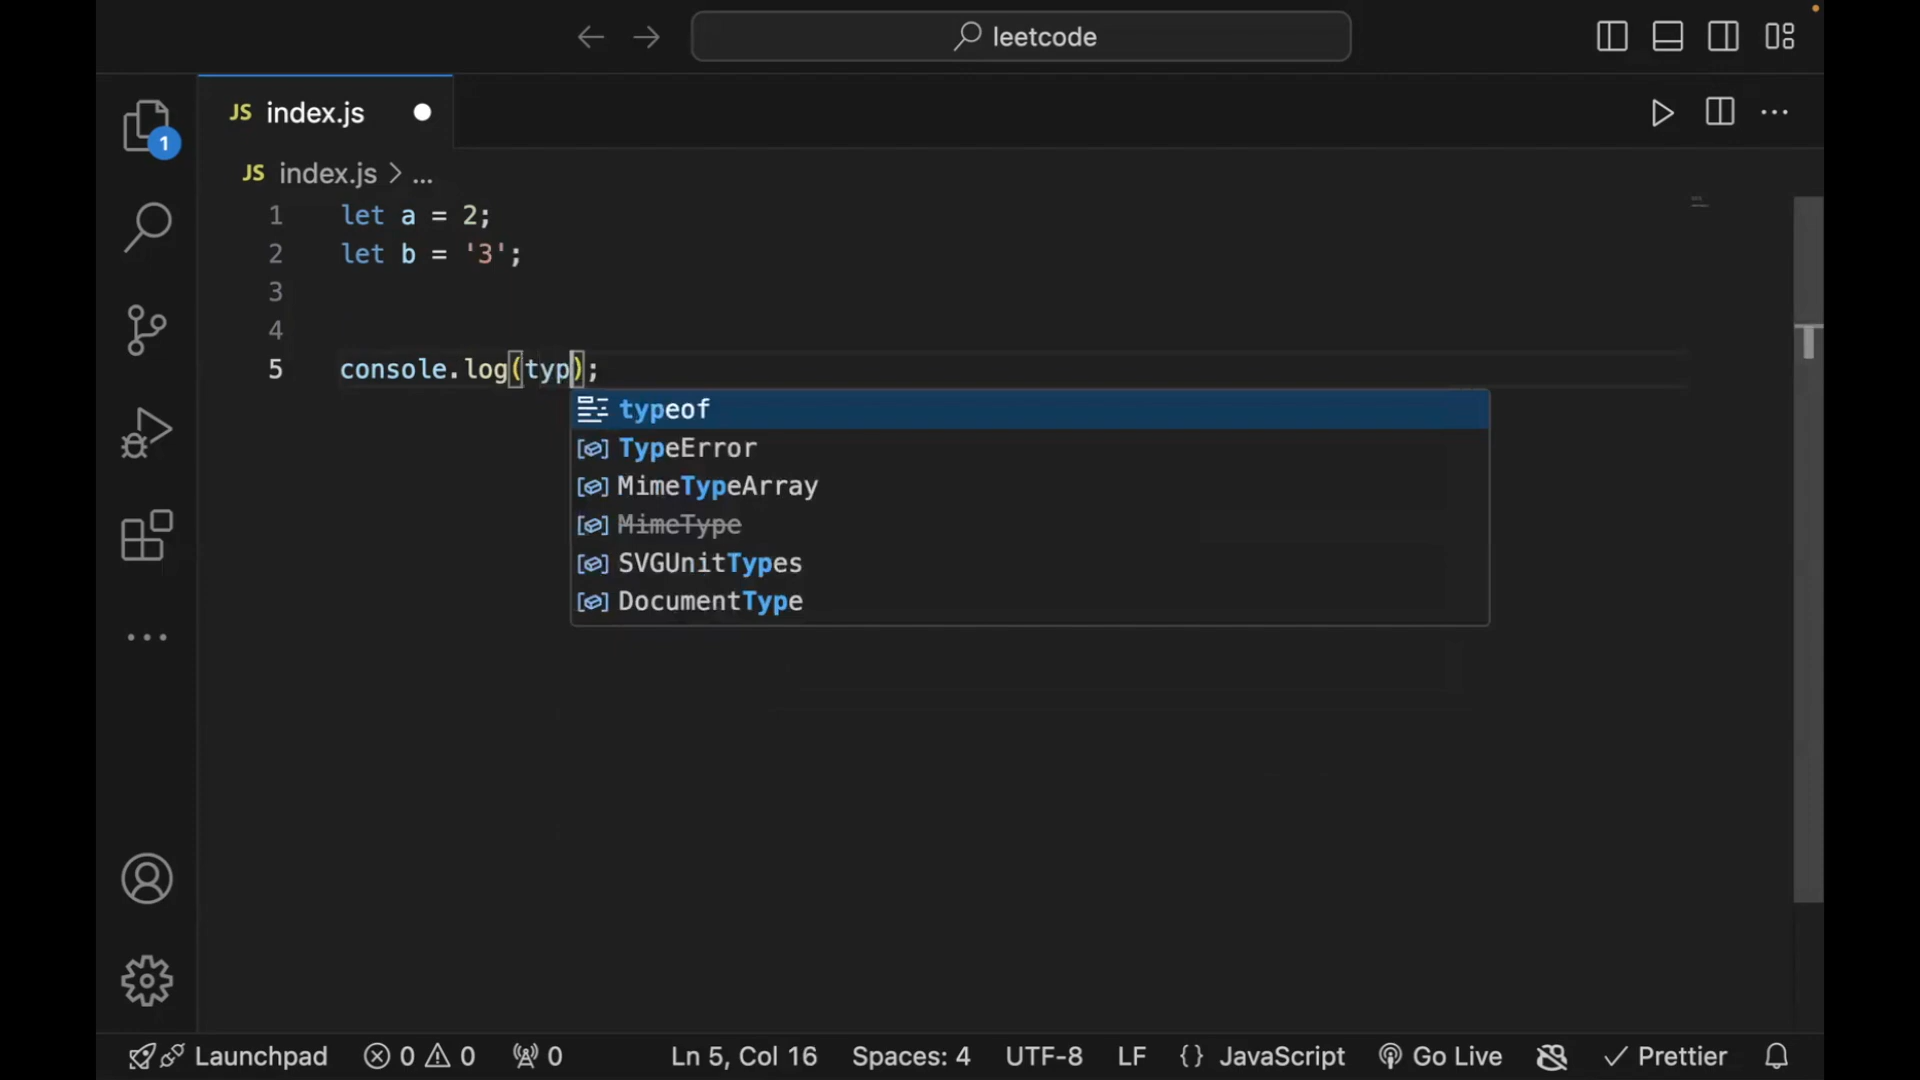 leetcode
JS index.js
1
JS index.js > ...
1 let a = 2;
2 let b = '3';
3
4
5 console.log(typ);
typeof
TypeError
MimeTypeArray
MimeType
SVGUnitTypes
DocumentType
Launchpad 0 0 0 Ln 5, Col 16 Spaces: 4 UTF-8 LF {} JavaScript Go Live Prettier